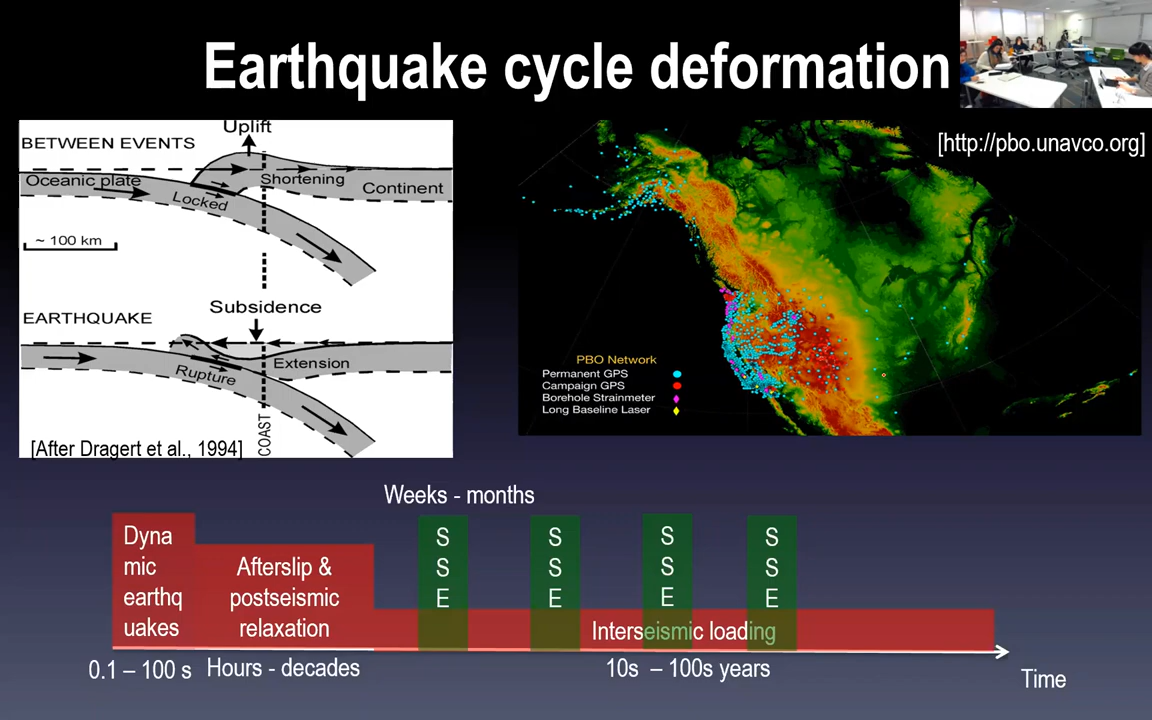 Earthquake cycle deformation
BETWEEN EVENTS
Uplift
Oceanic plate
Shortening
Continent
Locked
~ 100 km
Subsidence
EARTHQUAKE
Extension
Rupture
COAST
[After Dragert et al., 1994]
[http://pbo.unavco.org]
PBO Network
Permanent GPS
Campaign GPS
Borehole Strainmeter
Long Baseline Laser
Weeks - months
Dyna
mic
earthq
uakes
Afterslip &
postseismic
relaxation
S
S
E
S
S
E
S
S
E
S
S
E
Interseismic loading
0.1 – 100 s
Hours - decades
10s – 100s years
Time